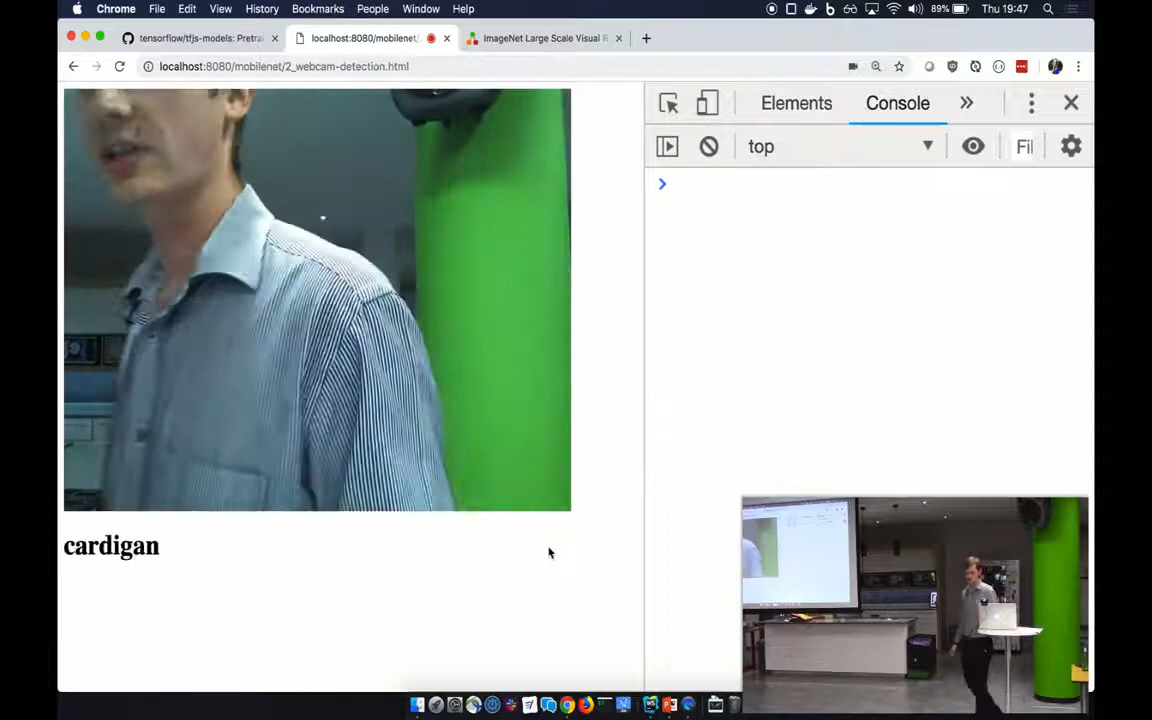 Chrome File Edit View History Bookmarks People Window Help
89% Thu 19:47
tensorflow/tfjs-models: Pretra
localhost:8080/mobilenet/
ImageNet Large Scale Visual R
localhost:8080/mobilenet/2_webcam-detection.html
Elements Console
top
Fil
cardigan